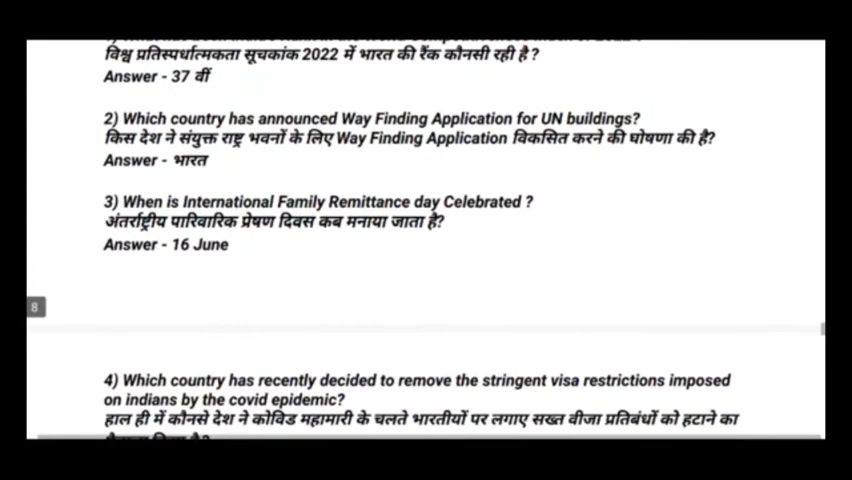 विश्व प्रतिस्पर्धात्मकता सूचकांक 2022 में भारत की रैंक कौनसी रही है ?
Answer - 37 वीं
2) Which country has announced Way Finding Application for UN buildings?
किस देश ने संयुक्त राष्ट्र भवनों के लिए Way Finding Application विकसित करने की घोषणा की है?
Answer - भारत
3) When is International Family Remittance day Celebrated ?
अंतर्राष्ट्रीय पारिवारिक प्रेषण दिवस कब मनाया जाता है?
Answer - 16 June
8
4) Which country has recently decided to remove the stringent visa restrictions imposed
on indians by the covid epidemic?
हाल ही में कौनसे देश ने कोविड महामारी के चलते भारतीयों पर लगाए सख्त वीजा प्रतिबंधों को हटाने का